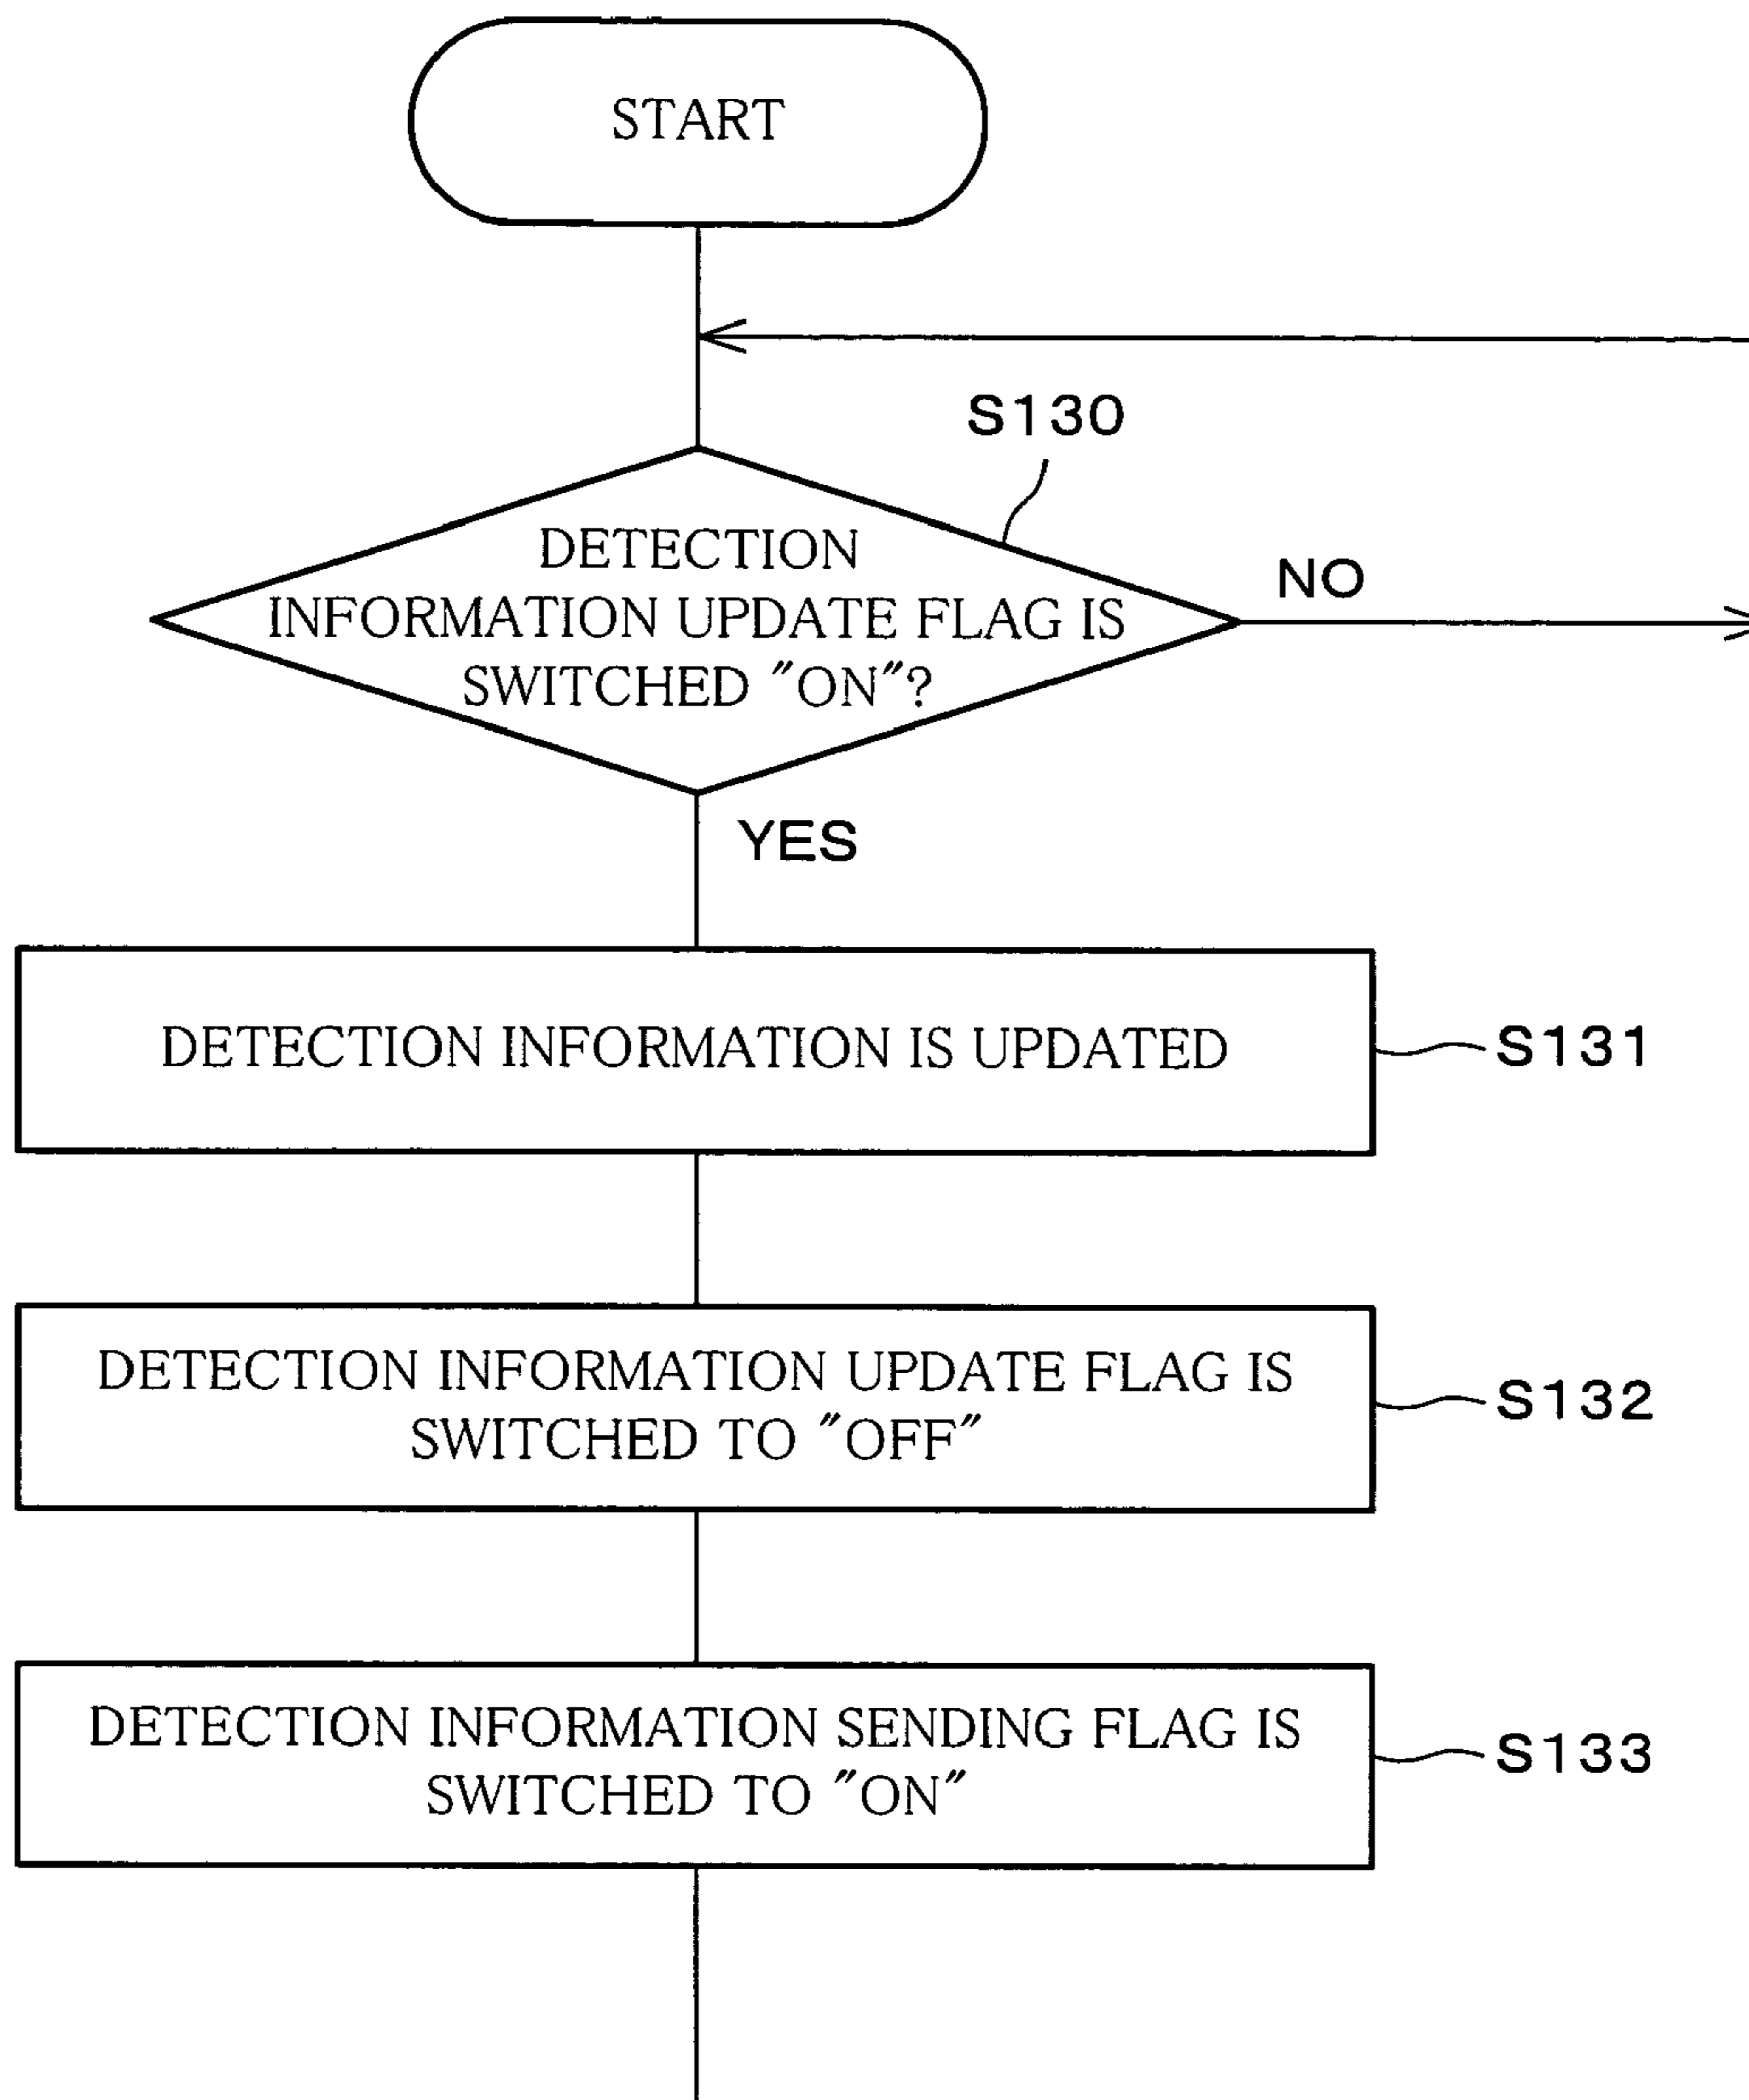 START
S130
DETECTION
INFORMATION UPDATE FLAG IS
SWITCHED "ON"?
NO
YES
DETECTION INFORMATION IS UPDATED
S131
DETECTION INFORMATION UPDATE FLAG IS
SWITCHED TO "OFF"
S132
DETECTION INFORMATION SENDING FLAG IS
SWITCHED TO "ON"
S133